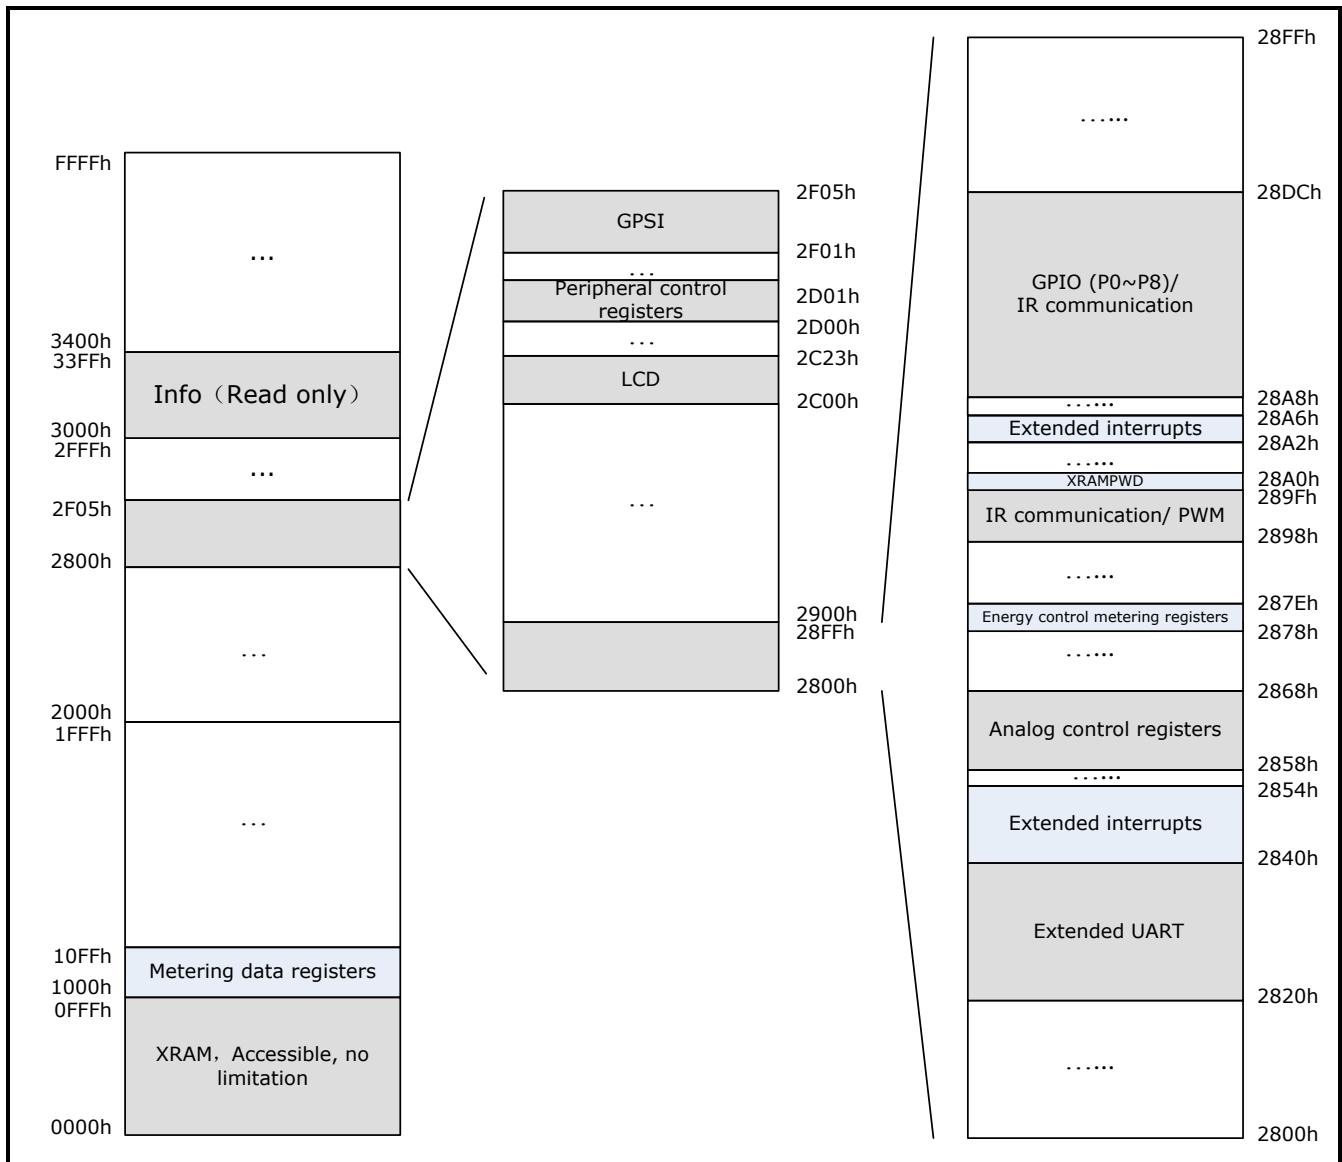 FFFFh
...
3400h
33FFh
Info（Read only）
3000h
2FFFh
...
2F05h
2800h
...
2000h
1FFFh
...
10FFh
Metering data registers
1000h
0FFFh
XRAM，Accessible, no
limitation
0000h
2F05h
GPSI
2F01h
...
Peripheral control
registers
2D01h
2D00h
...
2C23h
LCD
2C00h
...
2900h
28FFh
2800h
28FFh
......
28DCh
GPIO (P0~P8)/
IR communication
28A8h
......
28A6h
Extended interrupts
28A2h
......
28A0h
XRAMPWD
289Fh
IR communication/ PWM
2898h
......
287Eh
Energy control metering registers
2878h
......
2868h
Analog control registers
2858h
......
2854h
Extended interrupts
2840h
Extended UART
2820h
......
2800h